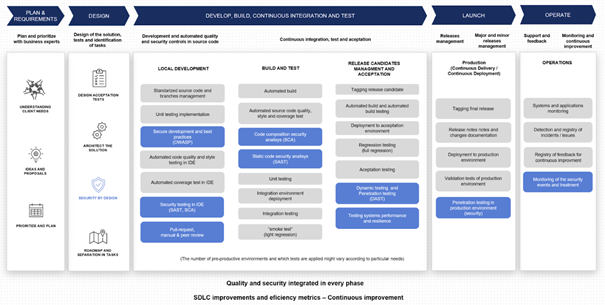 PLAN &
REQUIREMENTS
DESIGN
DEVELOP, BUILD, CONTINUOUS INTEGRATION AND TEST
LAUNCH
OPERATE
Plan and prioritize
with business experts
Design of the solution,
tests and identification
of tasks
Development and automated quality
and security controls in source code
Continuous integration, test and acceptation
Releases
management
Major and minor
releases
management
Support and
feedback
Monitoring and
continuous
improvement
UNDERSTANDING
CLIENT NEEDS
IDEAS AND
PROPOSALS
PRIORITIZE AND PLAN
DESIGN ACCEPTATION
TESTS
ARCHITECT THE
SOLUTION
SECURITY BY DESIGN
ROADMAP AND
SEPARATION IN TASKS
LOCAL DEVELOPMENT
Standarized source code and
branches management
Unit testing implementation
Secure development and best
practices
(OWASP)
Automated code quality and style
testing in IDE
Automated coverage test in IDE
Security testing in IDE
(SAST, SCA)
Pull-request,
manual & peer review
BUILD AND TEST
Automated build
Automated source code quality,
style and coverage test
Code composition security
analsys (SCA)
Static code security analsys
(SAST)
Unit testing
Integration environment
deployment
Integration testing
"smoke test"
(light regression)
RELEASE CANDIDATES
MANAGMENT AND
ACCEPTATION
Tagging release candidate
Automated build and automated
build testing
Deployment to acceptation
environment
Regression testing
(full regression)
Aceptation testing
Dynamic testing and
Penetration testing
(DAST)
Testing systems performance
and resilience
(The number of pre-productive environments and which tests are applied might vary according to particular needs)
Production
(Continuous Delivery /
Continuous Deployment)
Tagging final release
Release notes notes and
changes documentation
Deployment to production
environment
Validation tests of production
environment
Penetration testing in
production environment
(security)
OPERATIONS
Systems and applications
monitoring
Detection and registry of
incidents / issues
Registry of feedback for
continuous improvment
Monitoring of the security
events and treatment
Quality and security integrated in every phase
SDLC improvements and eficiency metrics – Continuous improvement